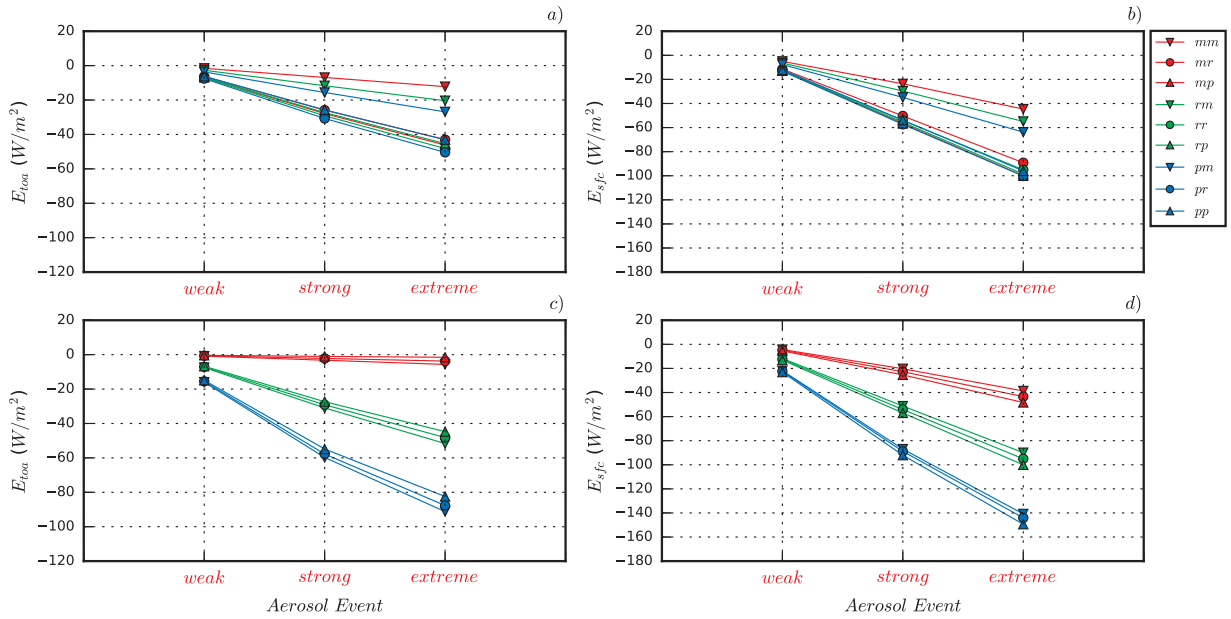 a)
E_toa (W/m²)
20
0
−20
−40
−60
−80
−100
−120
weak strong extreme
b)
E_sfc (W/m²)
20
0
−20
−40
−60
−80
−100
−120
−140
−160
−180
weak strong extreme
mm
mr
mp
rm
rr
rp
pm
pr
pp
c)
E_toa (W/m²)
20
0
−20
−40
−60
−80
−100
−120
weak strong extreme
Aerosol Event
d)
E_sfc (W/m²)
20
0
−20
−40
−60
−80
−100
−120
−140
−160
−180
weak strong extreme
Aerosol Event